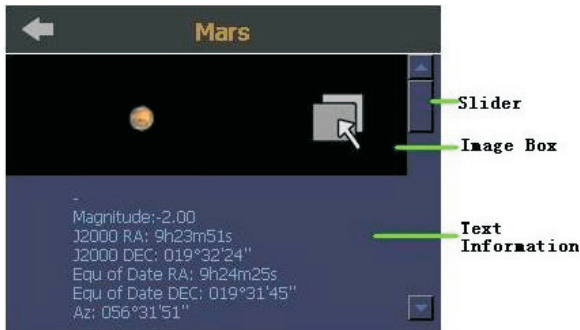 Mars
Slider
Image Box
-
Magnitude:-2.00
J2000 RA: 9h23m51s
J2000 DEC: 019°32'24"
Text
Information
Equ of Date RA: 9h24m25s
Equ of Date DEC: 019°31'45"
Az: 056°31'51"